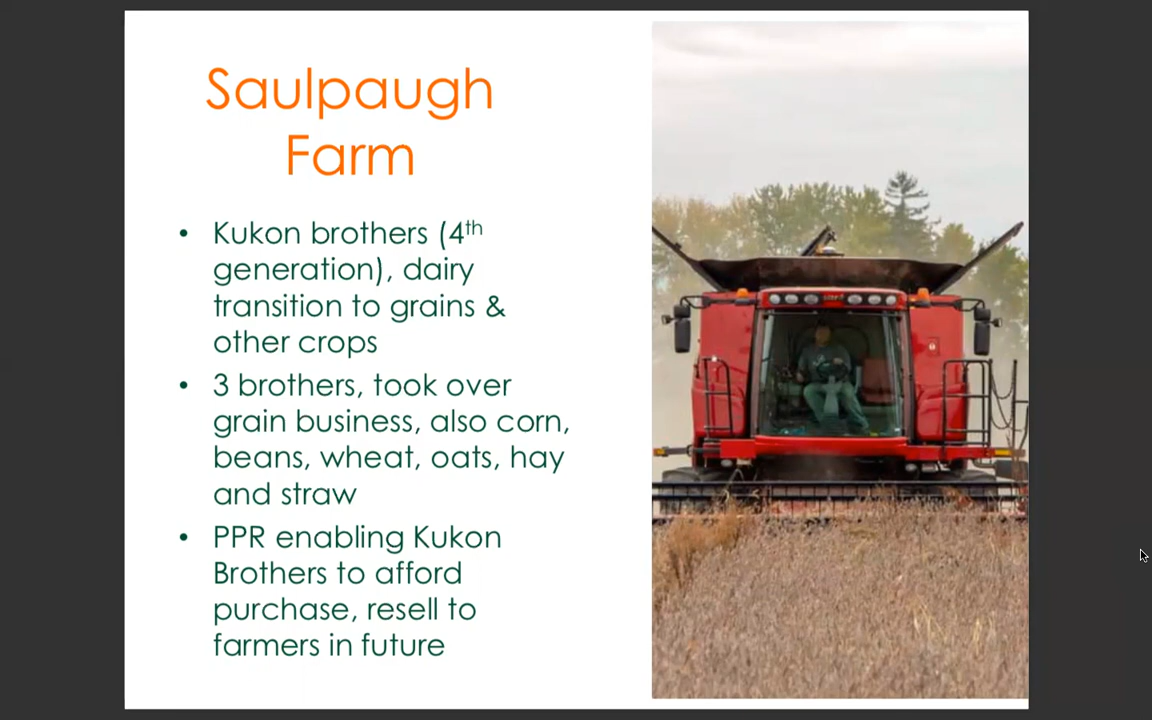 Saulpaugh
Farm
• Kukon brothers (4th
generation), dairy
transition to grains &
other crops
• 3 brothers, took over
grain business, also corn,
beans, wheat, oats, hay
and straw
• PPR enabling Kukon
Brothers to afford
purchase, resell to
farmers in future